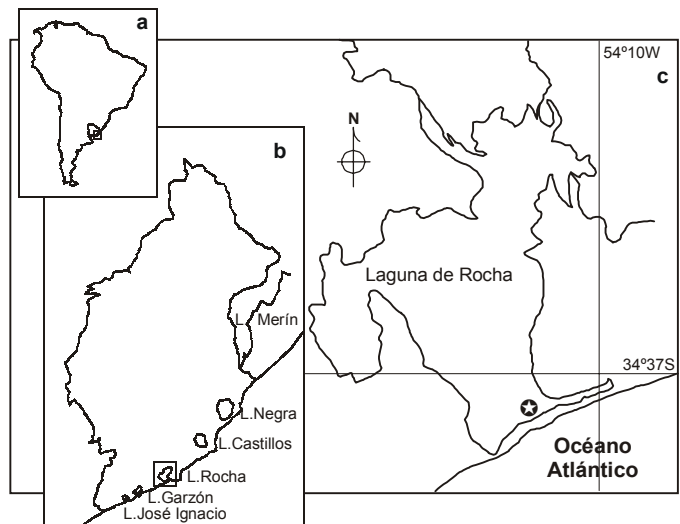 a
54º10W
c
N
b
Laguna de Rocha
L. Merín
34º37S
L.Negra
L.Castillos
Océano
Atlántico
L.Rocha
L.Garzón
L.José Ignacio